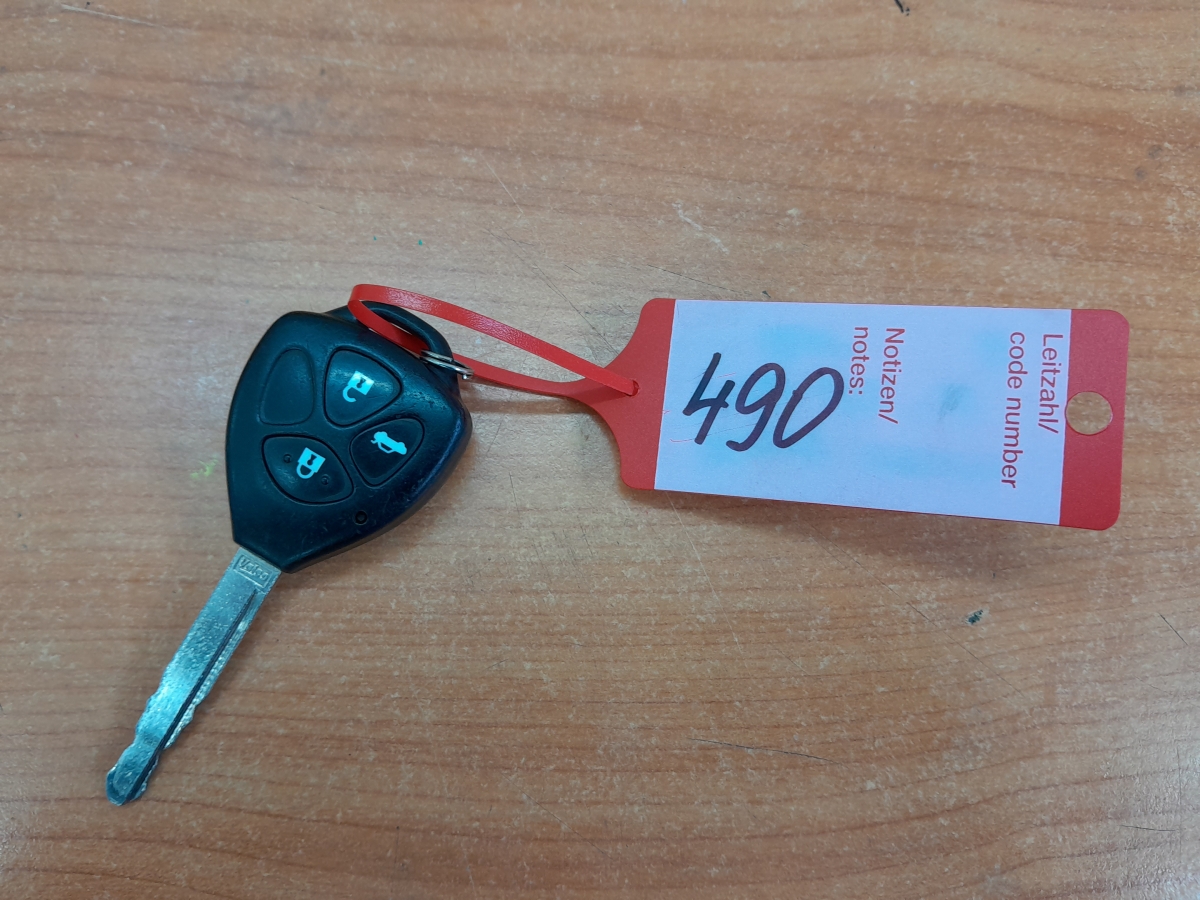 Leitzahl/
code number
Notizen/
notes:
490